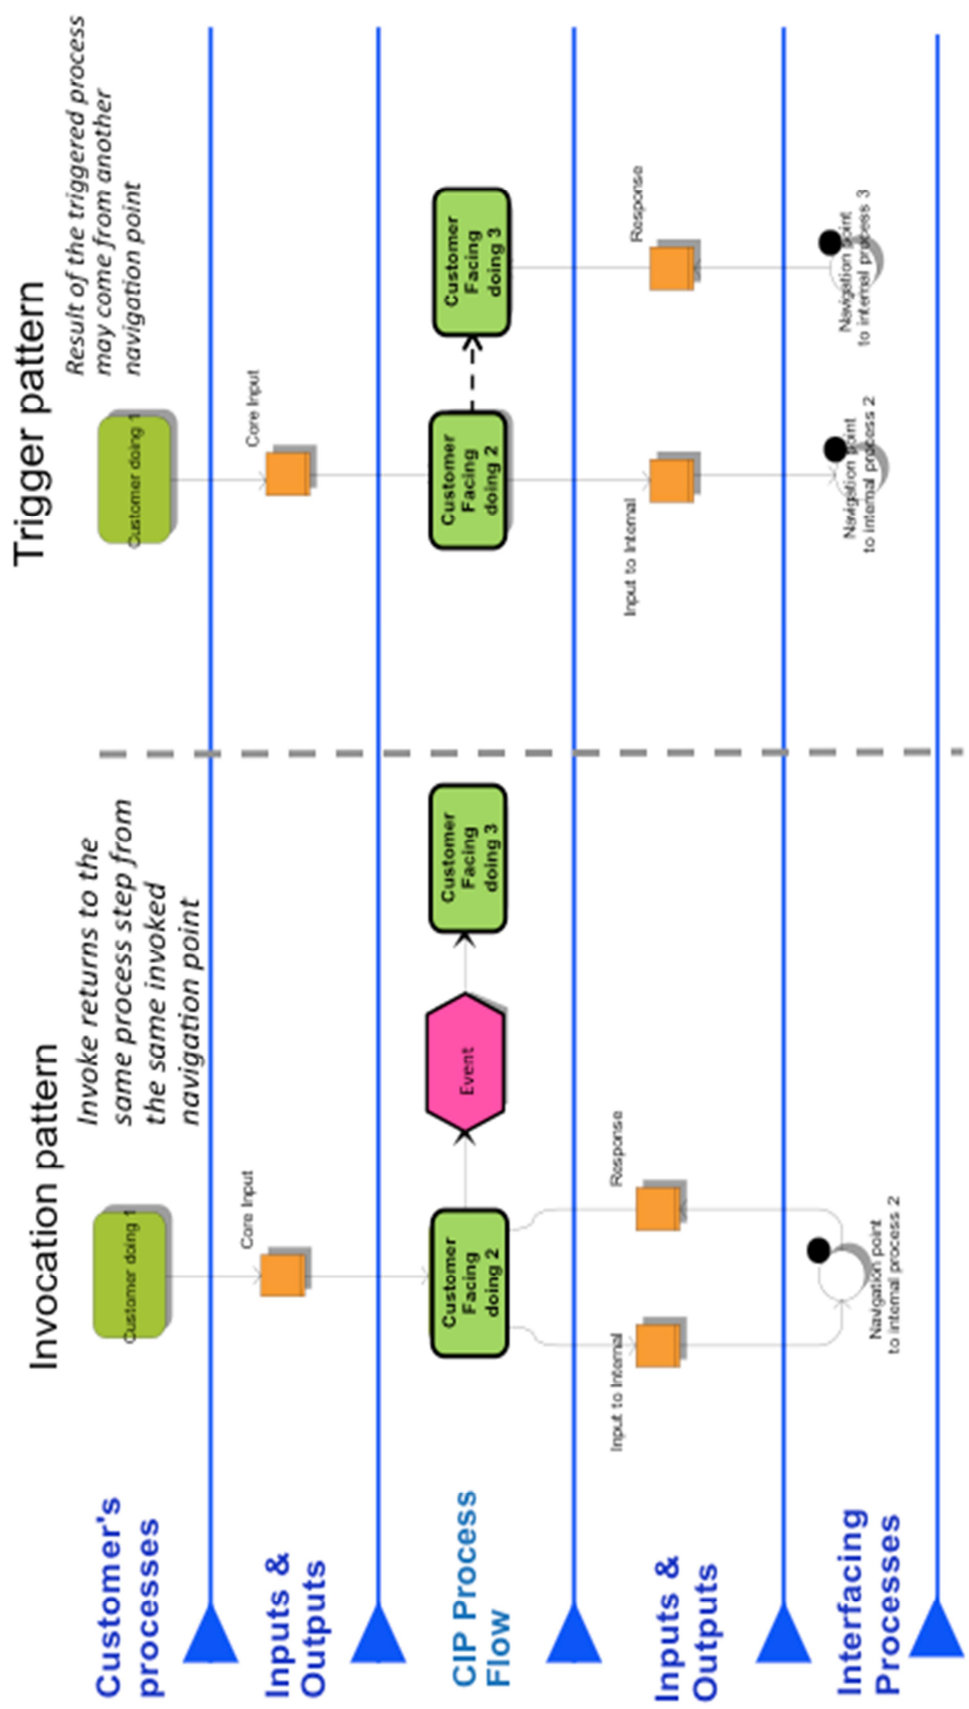 Invocation pattern
Trigger pattern
Invoke returns to the
same process step from
the same invoked
navigation point
Result of the triggered process
may come from another
navigation point
Customer's
processes
Customer doing 1
Customer doing 1
Inputs &
Outputs
Core Input
Core Input
CIP Process
Flow
Customer
Facing
doing 2
Event
Customer
Facing
doing 3
Customer
Facing
doing 2
Customer
Facing
doing 3
Inputs &
Outputs
Input to Internal
Response
Input to Internal
Response
Interfacing
Processes
Navigation point
to internal process 2
Navigation point
to internal process 2
Navigation point
to internal process 3